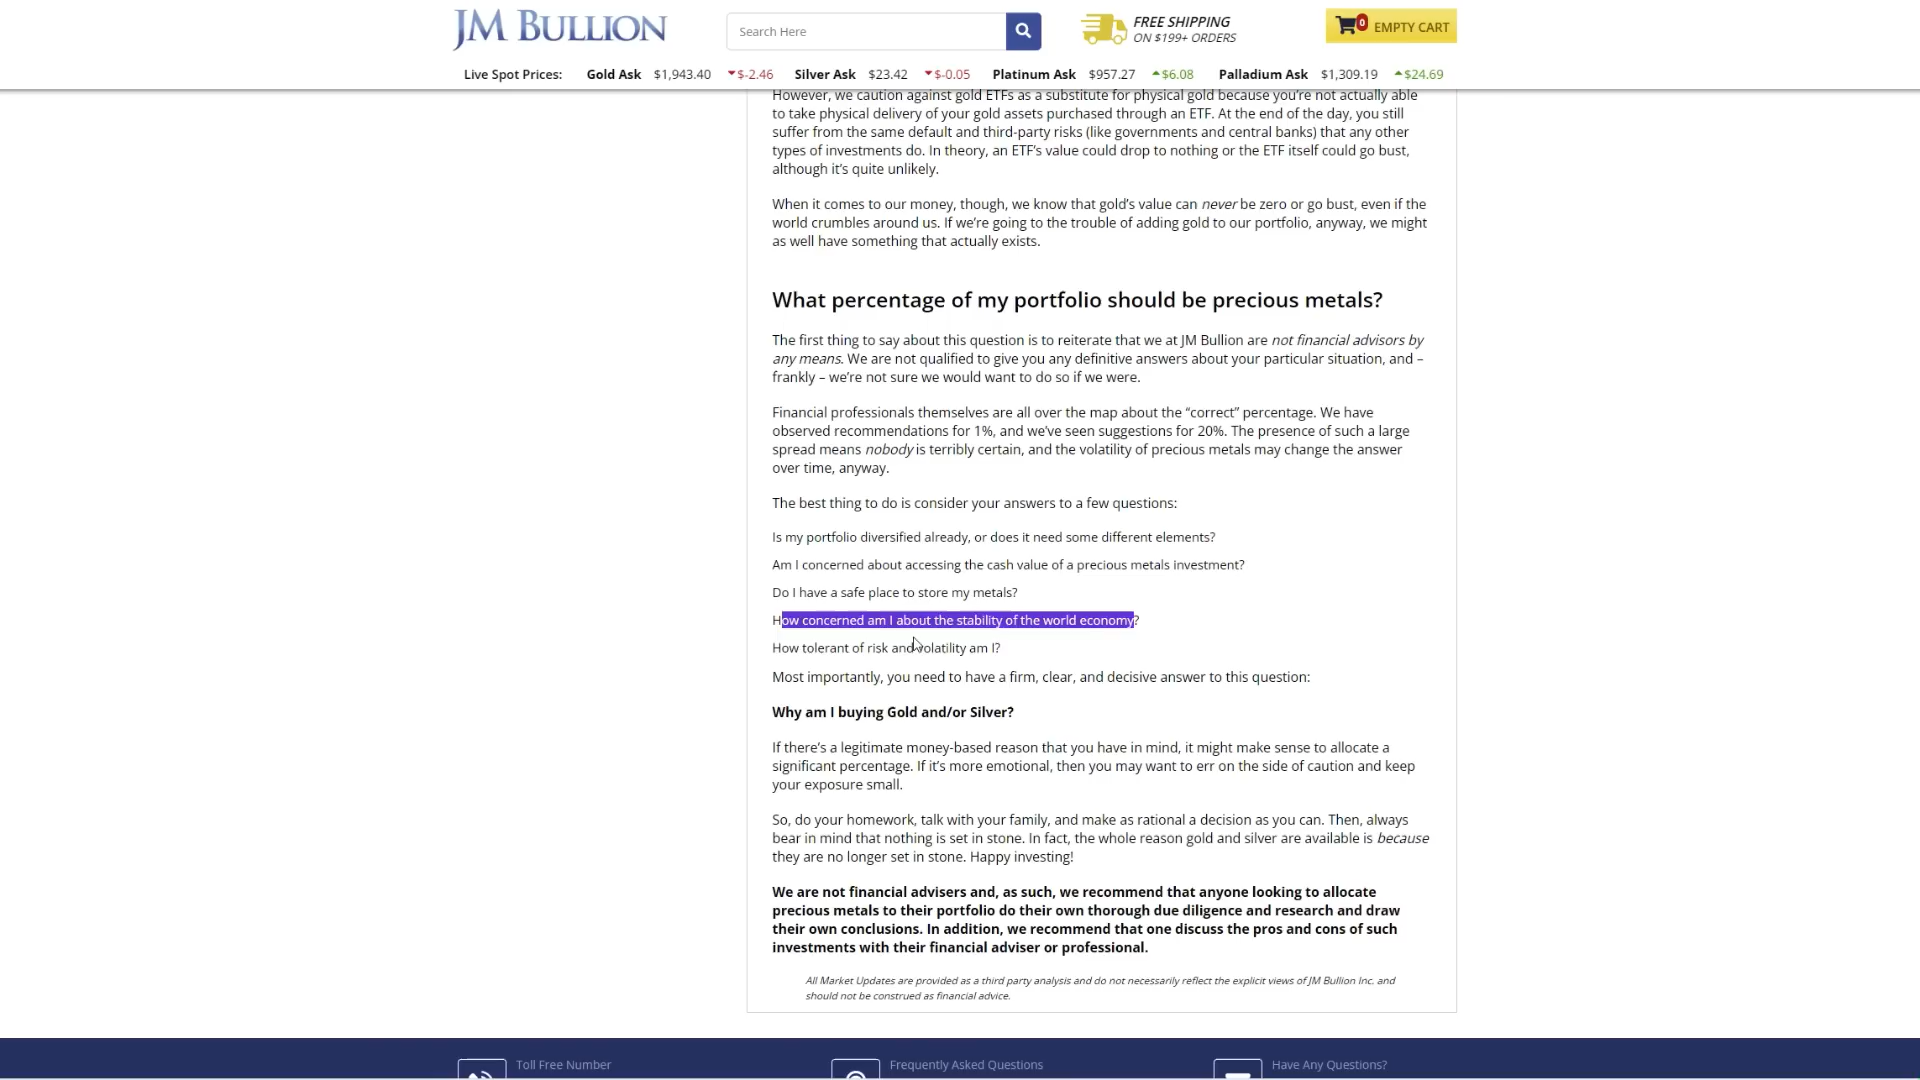 JM BULLION
Search Here
FREE SHIPPING
ON $199+ ORDERS
0 EMPTY CART
Live Spot Prices: Gold Ask $1,943.40 $-2.46 Silver Ask $23.42 $-0.05 Platinum Ask $957.27 $6.08 Palladium Ask $1,309.19 $24.69
However, we caution against gold ETFs as a substitute for physical gold because you're not actually able
to take physical delivery of your gold assets purchased through an ETF. At the end of the day, you still
suffer from the same default and third-party risks (like governments and central banks) that any other
types of investments do. In theory, an ETF's value could drop to nothing or the ETF itself could go bust,
although it's quite unlikely.
When it comes to our money, though, we know that gold's value can never be zero or go bust, even if the
world crumbles around us. If we're going to the trouble of adding gold to our portfolio, anyway, we might
as well have something that actually exists.
What percentage of my portfolio should be precious metals?
The first thing to say about this question is to reiterate that we at JM Bullion are not financial advisors by
any means. We are not qualified to give you any definitive answers about your particular situation, and –
frankly – we're not sure we would want to do so if we were.
Financial professionals themselves are all over the map about the “correct” percentage. We have
observed recommendations for 1%, and we've seen suggestions for 20%. The presence of such a large
spread means nobody is terribly certain, and the volatility of precious metals may change the answer
over time, anyway.
The best thing to do is consider your answers to a few questions:
Is my portfolio diversified already, or does it need some different elements?
Am I concerned about accessing the cash value of a precious metals investment?
Do I have a safe place to store my metals?
How concerned am I about the stability of the world economy?
How tolerant of risk and volatility am I?
Most importantly, you need to have a firm, clear, and decisive answer to this question:
Why am I buying Gold and/or Silver?
If there's a legitimate money-based reason that you have in mind, it might make sense to allocate a
significant percentage. If it's more emotional, then you may want to err on the side of caution and keep
your exposure small.
So, do your homework, talk with your family, and make as rational a decision as you can. Then, always
bear in mind that nothing is set in stone. In fact, the whole reason gold and silver are available is because
they are no longer set in stone. Happy investing!
We are not financial advisers and, as such, we recommend that anyone looking to allocate
precious metals to their portfolio do their own thorough due diligence and research and draw
their own conclusions. In addition, we recommend that one discuss the pros and cons of such
investments with their financial adviser or professional.
All Market Updates are provided as a third party analysis and do not necessarily reflect the explicit views of JM Bullion Inc. and
should not be construed as financial advice.
Toll Free Number Frequently Asked Questions Have Any Questions?